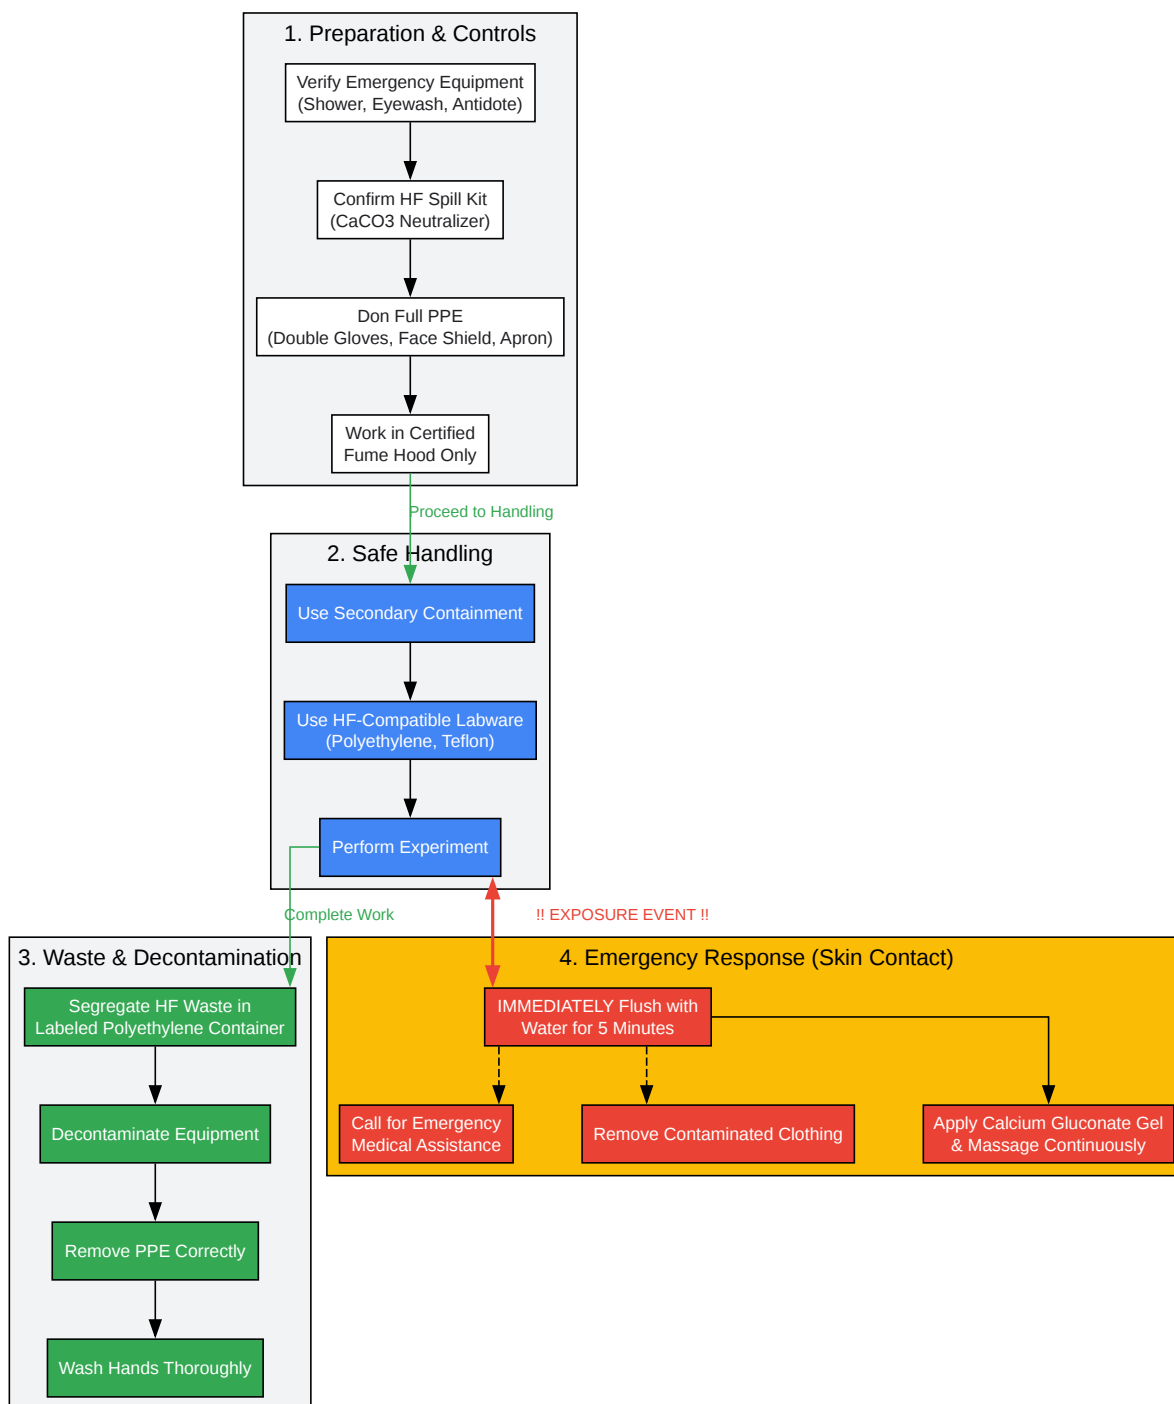 1. Preparation & Controls
Verify Emergency Equipment
(Shower, Eyewash, Antidote)
Confirm HF Spill Kit
(CaCO3 Neutralizer)
Don Full PPE
(Double Gloves, Face Shield, Apron)
Work in Certified
Fume Hood Only
Proceed to Handling
2. Safe Handling
Use Secondary Containment
Use HF-Compatible Labware
(Polyethylene, Teflon)
Perform Experiment
Complete Work
!! EXPOSURE EVENT !!
3. Waste & Decontamination
Segregate HF Waste in
Labeled Polyethylene Container
Decontaminate Equipment
Remove PPE Correctly
Wash Hands Thoroughly
4. Emergency Response (Skin Contact)
IMMEDIATELY Flush with
Water for 5 Minutes
Call for Emergency
Medical Assistance
Remove Contaminated Clothing
Apply Calcium Gluconate Gel
& Massage Continuously